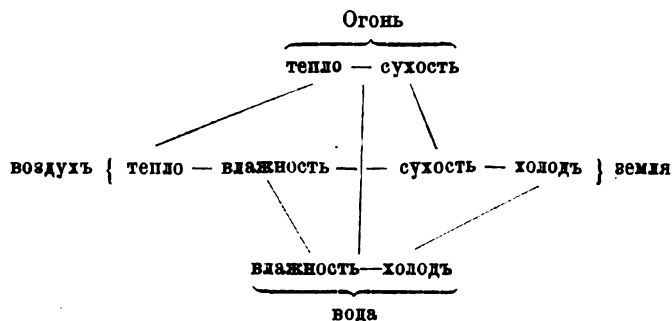 Огонь
тепло — сухость
воздухъ { тепло — влажность — — сухость — холодъ } земля
влажность—холодъ
вода